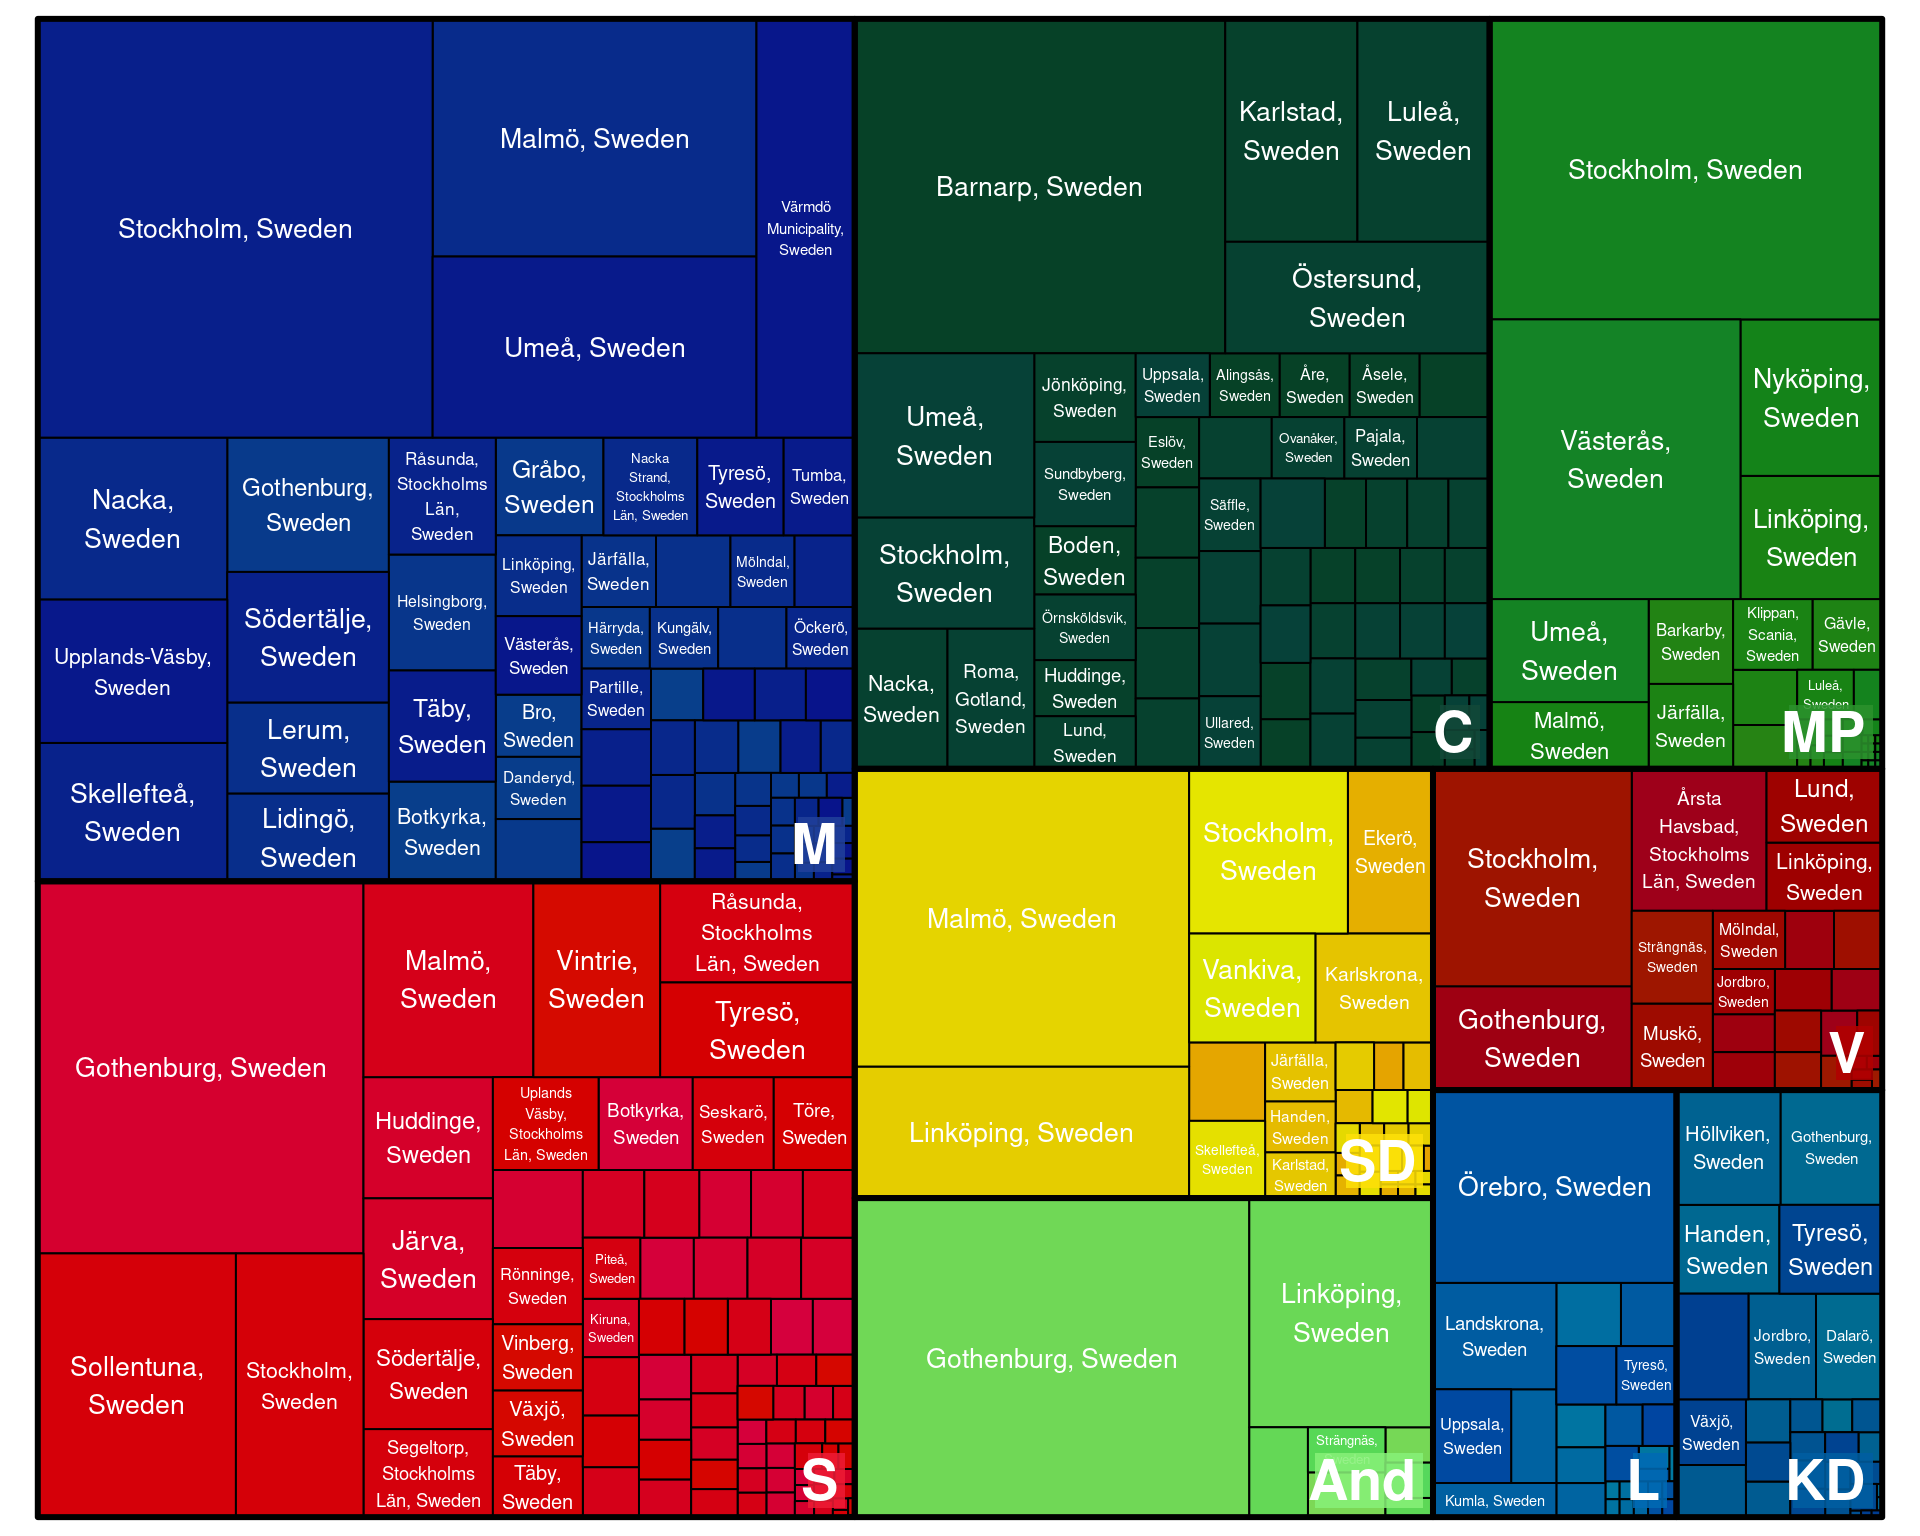 Stockholm, Sweden
Malmö, Sweden
Umeå, Sweden
Värmdö
Municipality,
Sweden
Nacka,
Sweden
Upplands-Väsby,
Sweden
Skellefteå,
Sweden
Gothenburg,
Sweden
Södertälje,
Sweden
Lerum,
Sweden
Lidingö,
Sweden
Råsunda,
Stockholms
Län,
Sweden
Helsingborg,
Sweden
Täby,
Sweden
Botkyrka,
Sweden
Gråbo,
Sweden
Nacka
Strand,
Stockholms
Län, Sweden
Tyresö,
Sweden
Tumba,
Sweden
Linköping,
Sweden
Järfälla,
Sweden
Mölndal,
Sweden
Västerås,
Sweden
Härryda,
Sweden
Kungälv,
Sweden
Öckerö,
Sweden
Bro,
Sweden
Partille,
Sweden
Danderyd,
Sweden
M
Barnarp, Sweden
Karlstad,
Sweden
Luleå,
Sweden
Östersund,
Sweden
Umeå,
Sweden
Stockholm,
Sweden
Nacka,
Sweden
Roma,
Gotland,
Sweden
Jönköping,
Sweden
Sundbyberg,
Sweden
Boden,
Sweden
Örnsköldsvik,
Sweden
Huddinge,
Sweden
Lund,
Sweden
Uppsala,
Sweden
Alingsås,
Sweden
Åre,
Sweden
Åsele,
Sweden
Eslöv,
Sweden
Ovanåker,
Sweden
Pajala,
Sweden
Säffle,
Sweden
Ullared,
Sweden
C
Stockholm, Sweden
Västerås,
Sweden
Nyköping,
Sweden
Linköping,
Sweden
Umeå,
Sweden
Malmö,
Sweden
Barkarby,
Sweden
Järfälla,
Sweden
Klippan,
Scania,
Sweden
Gävle,
Sweden
Luleå,
Sweden
MP
Gothenburg, Sweden
Sollentuna,
Sweden
Stockholm,
Sweden
Malmö,
Sweden
Vintrie,
Sweden
Råsunda,
Stockholms
Län, Sweden
Tyresö,
Sweden
Huddinge,
Sweden
Järva,
Sweden
Södertälje,
Sweden
Segeltorp,
Stockholms
Län, Sweden
Uplands
Väsby,
Stockholms
Län, Sweden
Botkyrka,
Sweden
Seskarö,
Sweden
Töre,
Sweden
Rönninge,
Sweden
Vinberg,
Sweden
Växjö,
Sweden
Täby,
Sweden
Piteå,
Sweden
Kiruna,
Sweden
S
Malmö, Sweden
Linköping, Sweden
Stockholm,
Sweden
Ekerö,
Sweden
Vankiva,
Sweden
Karlskrona,
Sweden
Järfälla,
Sweden
Handen,
Sweden
Skellefteå,
Sweden
Karlstad,
Sweden
SD
Gothenburg, Sweden
Linköping,
Sweden
Strängnäs,
Sweden
And
Stockholm,
Sweden
Gothenburg,
Sweden
Årsta
Havsbad,
Stockholms
Län, Sweden
Lund,
Sweden
Linköping,
Sweden
Strängnäs,
Sweden
Mölndal,
Sweden
Jordbro,
Sweden
Muskö,
Sweden
V
Örebro, Sweden
Landskrona,
Sweden
Tyresö,
Sweden
Uppsala,
Sweden
Kumla, Sweden
L
Höllviken,
Sweden
Gothenburg,
Sweden
Handen,
Sweden
Tyresö,
Sweden
Jordbro,
Sweden
Dalarö,
Sweden
Växjö,
Sweden
KD